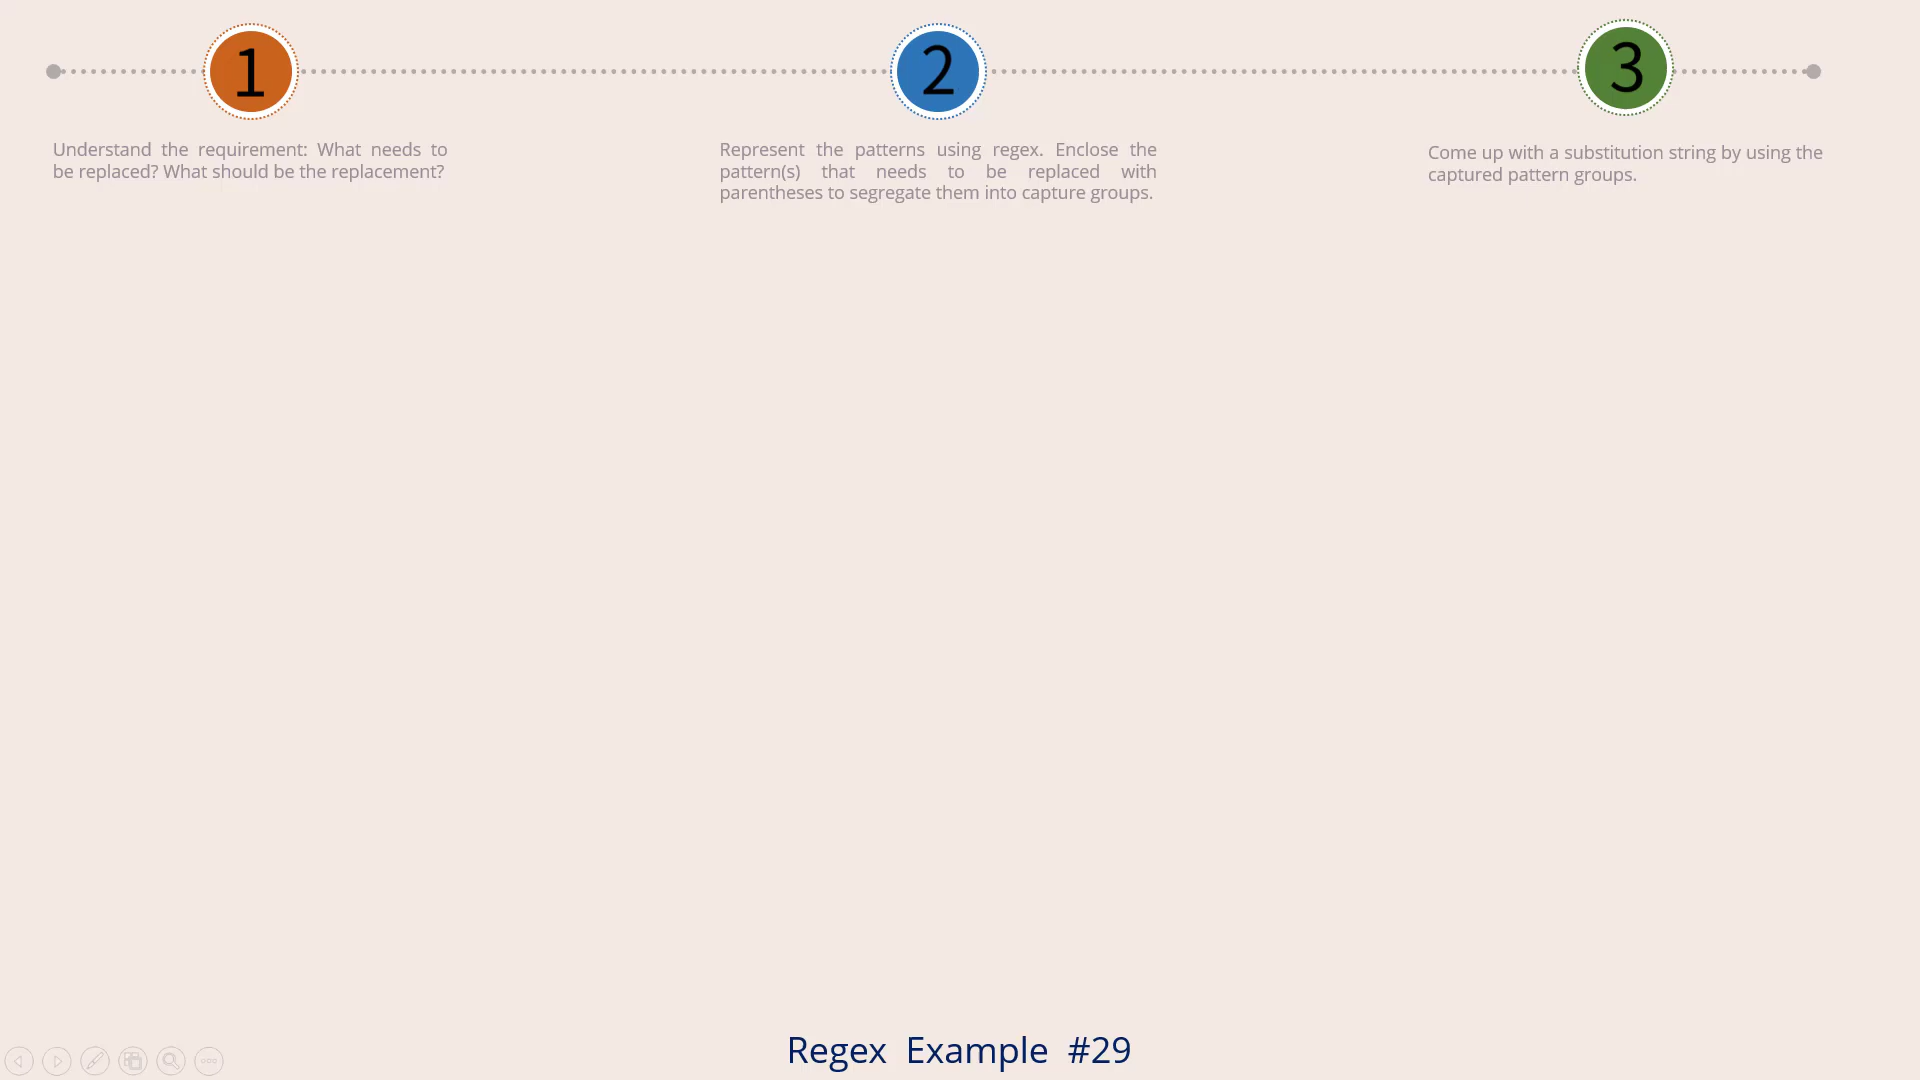 1
2
3
Understand the requirement: What needs to
be replaced? What should be the replacement?
Represent the patterns using regex. Enclose the
pattern(s) that needs to be replaced with
parentheses to segregate them into capture groups.
Come up with a substitution string by using the
captured pattern groups.
Regex Example #29